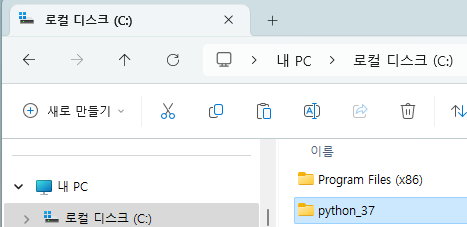 로컬 디스크 (C:)
내 PC
로컬 디스크 (C:)
새로 만들기
이름
Program Files (x86)
내 PC
python_37
로컬 디스크 (C:)